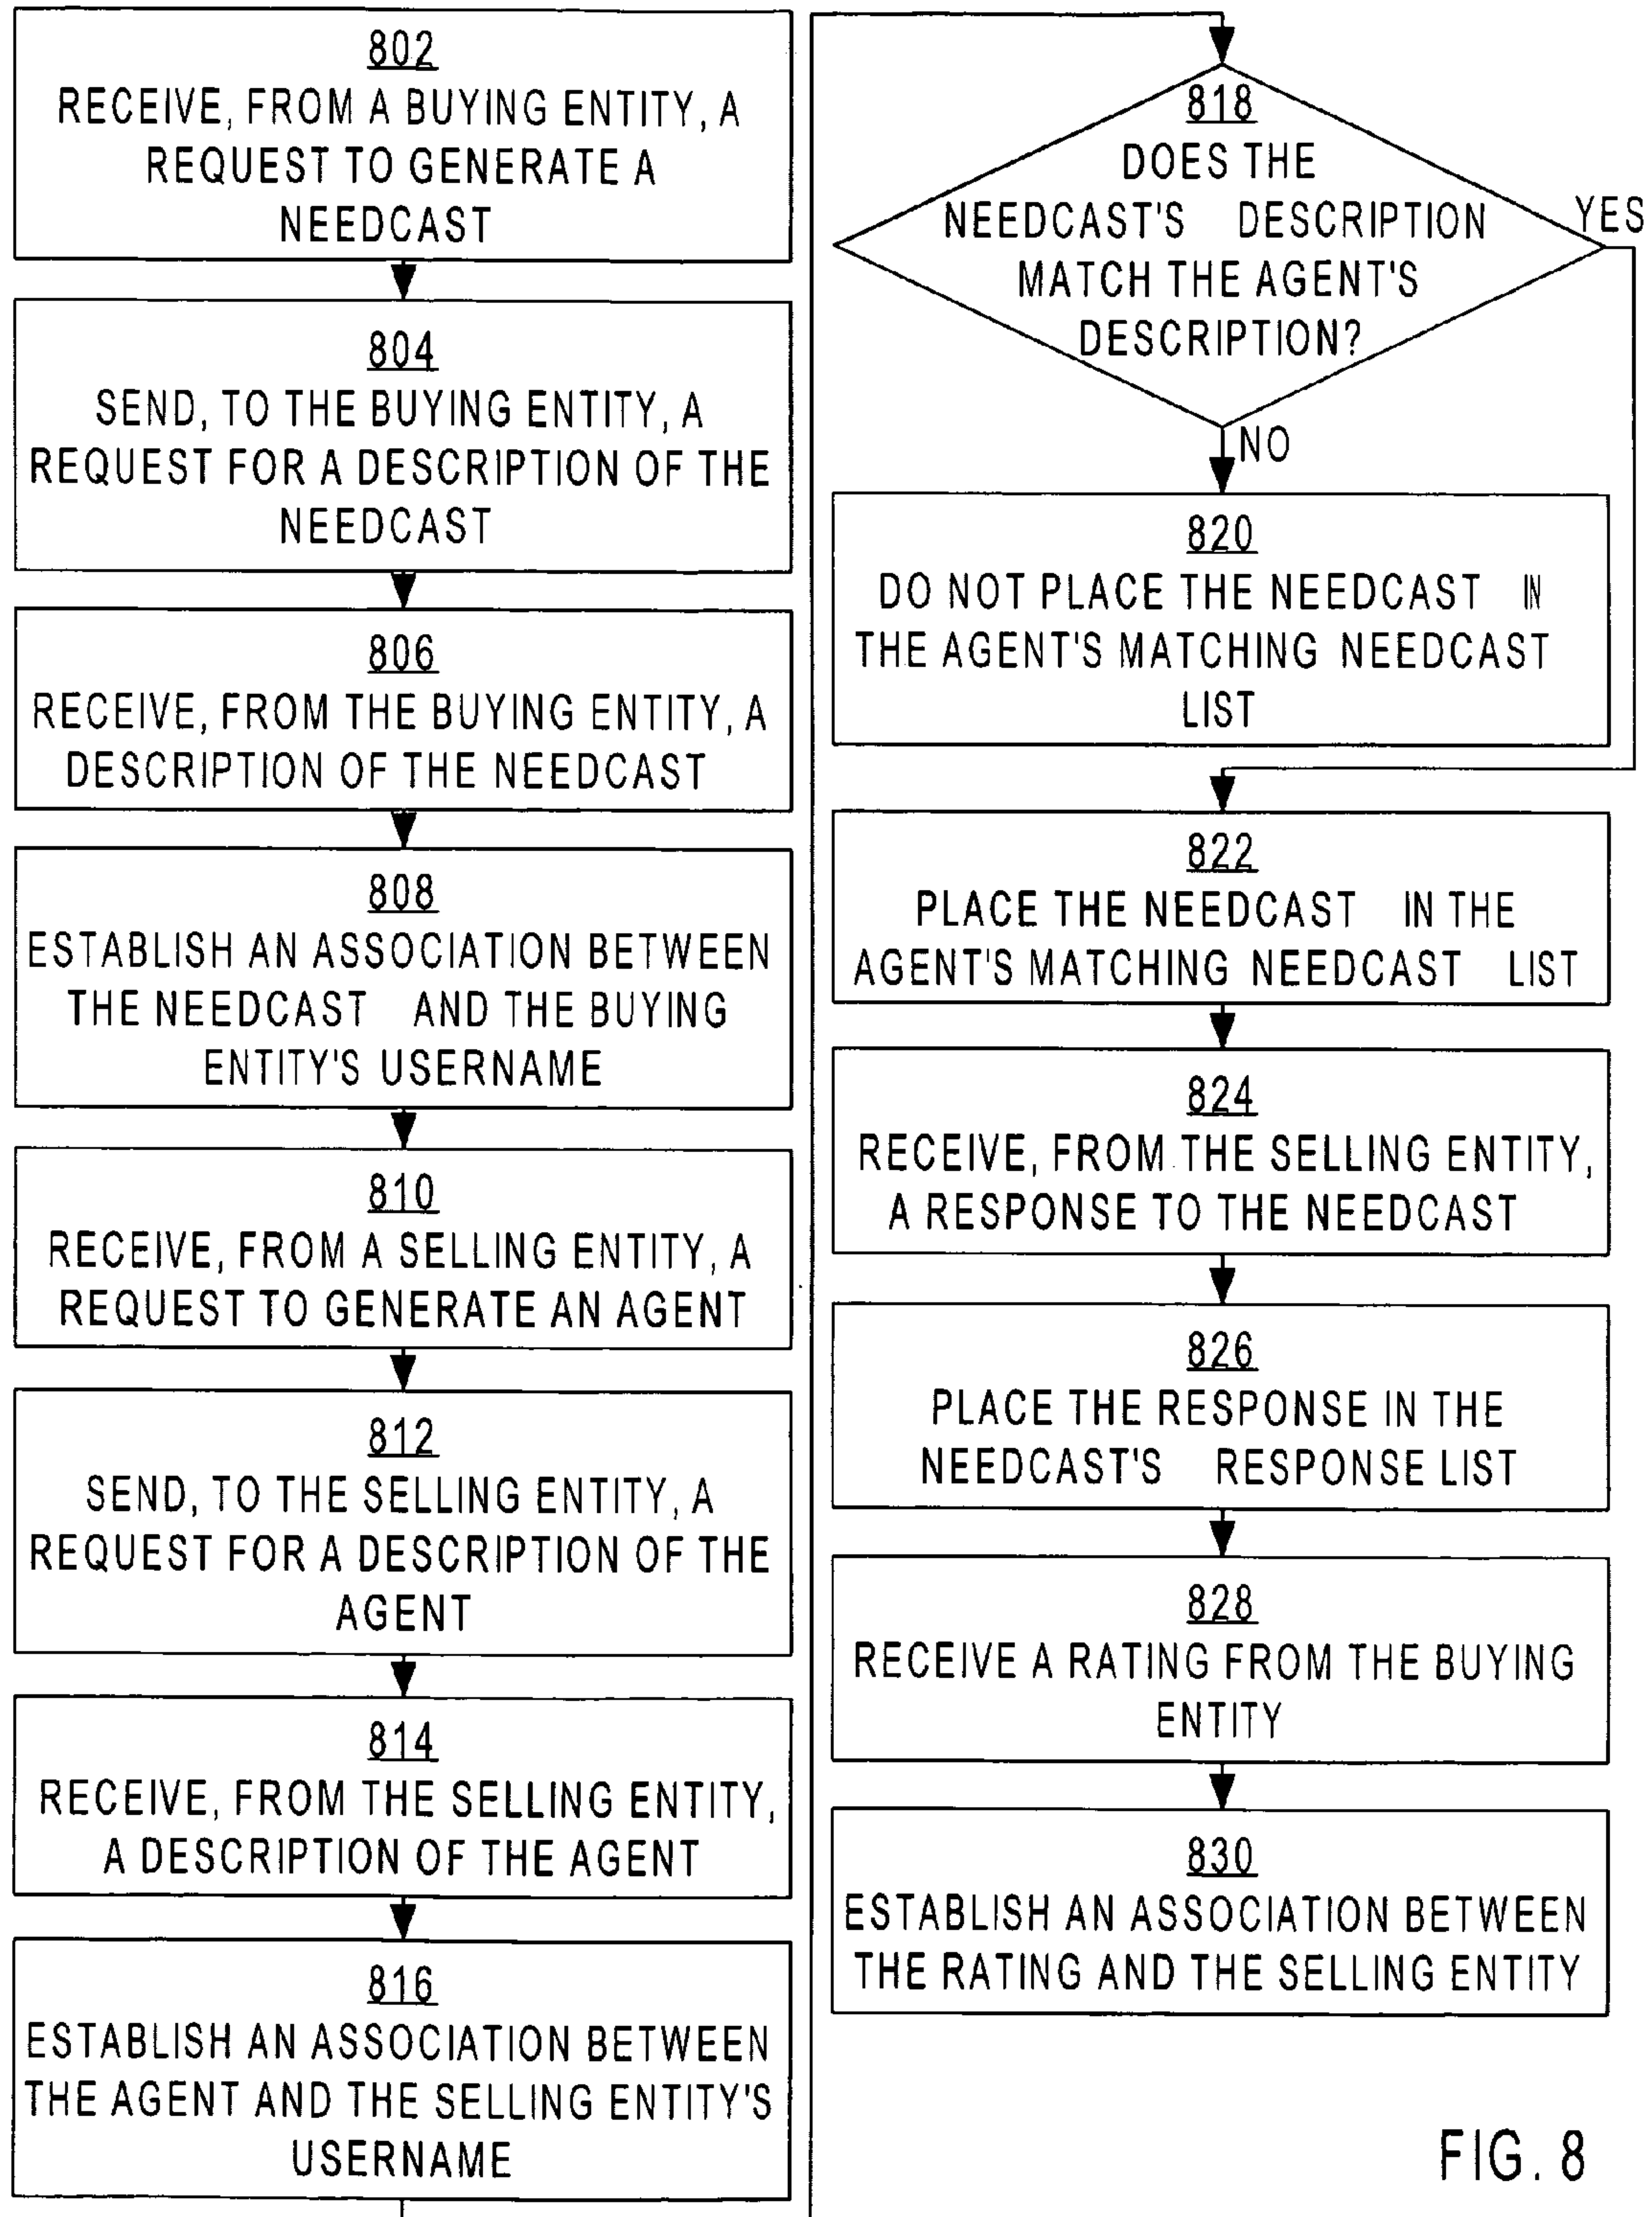 802
RECEIVE, FROM A BUYING ENTITY, A
REQUEST TO GENERATE A
NEEDCAST
804
SEND, TO THE BUYING ENTITY, A
REQUEST FOR A DESCRIPTION OF THE
NEEDCAST
806
RECEIVE, FROM THE BUYING ENTITY, A
DESCRIPTION OF THE NEEDCAST
808
ESTABLISH AN ASSOCIATION BETWEEN
THE NEEDCAST AND THE BUYING
ENTITY'S USERNAME
810
RECEIVE, FROM A SELLING ENTITY, A
REQUEST TO GENERATE AN AGENT
812
SEND, TO THE SELLING ENTITY, A
REQUEST FOR A DESCRIPTION OF THE
AGENT
814
RECEIVE, FROM THE SELLING ENTITY,
A DESCRIPTION OF THE AGENT
816
ESTABLISH AN ASSOCIATION BETWEEN
THE AGENT AND THE SELLING ENTITY'S
USERNAME
818
DOES THE
NEEDCAST'S DESCRIPTION
MATCH THE AGENT'S
DESCRIPTION?
YES
NO
820
DO NOT PLACE THE NEEDCAST IN
THE AGENT'S MATCHING NEEDCAST
LIST
822
PLACE THE NEEDCAST IN THE
AGENT'S MATCHING NEEDCAST LIST
824
RECEIVE, FROM THE SELLING ENTITY,
A RESPONSE TO THE NEEDCAST
826
PLACE THE RESPONSE IN THE
NEEDCAST'S RESPONSE LIST
828
RECEIVE A RATING FROM THE BUYING
ENTITY
830
ESTABLISH AN ASSOCIATION BETWEEN
THE RATING AND THE SELLING ENTITY
FIG. 8